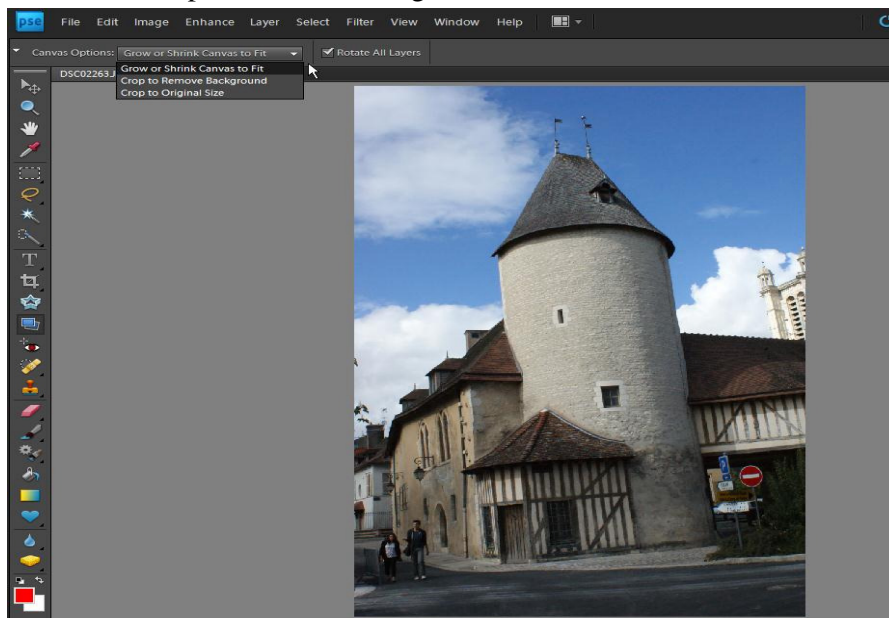 pse File Edit Image Enhance Layer Select Filter View Window Help
Canvas Options: Grow or Shrink Canvas to Fit Rotate All Layers
DSC02263.J
Grow or Shrink Canvas to Fit
Crop to Remove Background
Crop to Original Size
T